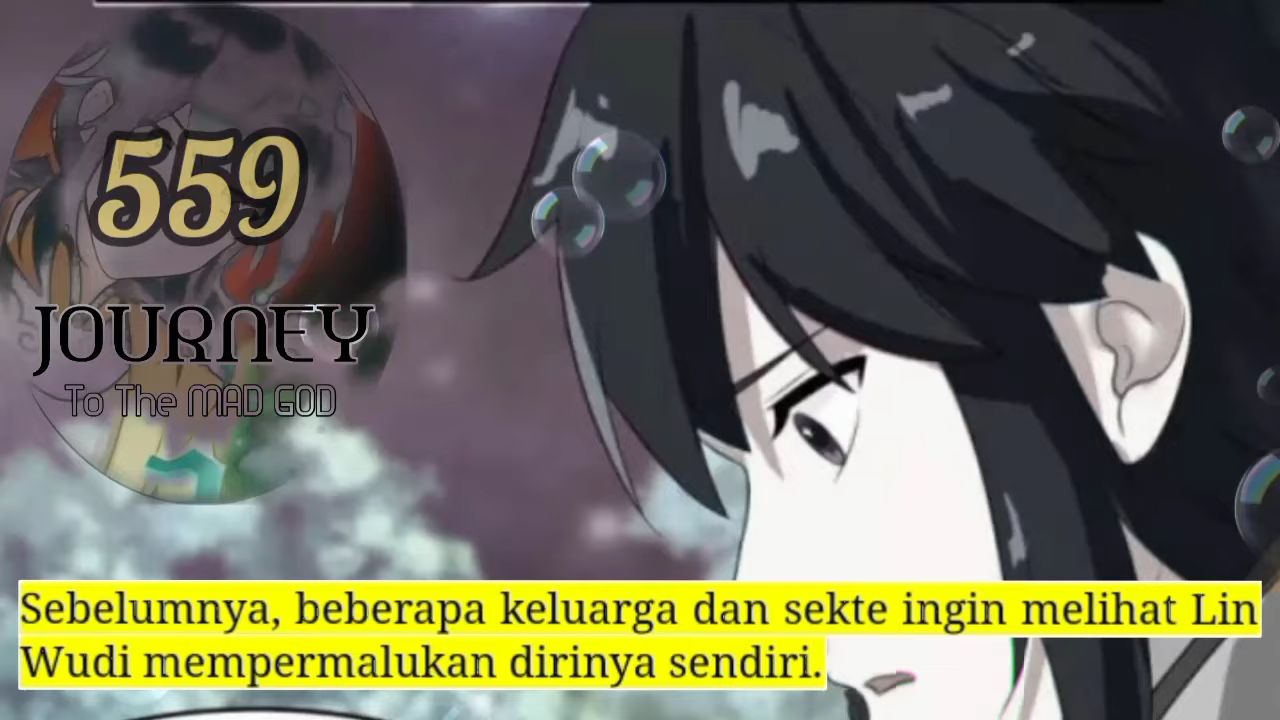 559
JOURNEY
To The MAD GOD
Sebelumnya, beberapa keluarga dan sekte ingin melihat Lin
Wudi mempermalukan dirinya sendiri.